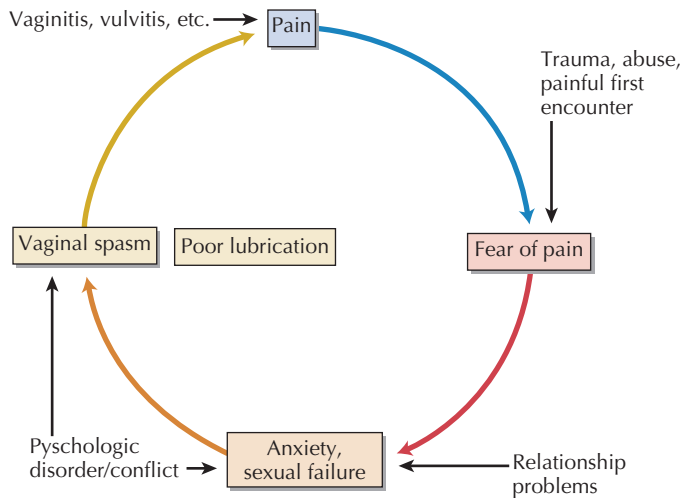 Vaginitis, vulvitis, etc.
Pain
Trauma, abuse,
painful first
encounter
Vaginal spasm
Poor lubrication
Fear of pain
Pyschologic
disorder/conflict
Anxiety,
sexual failure
Relationship
problems